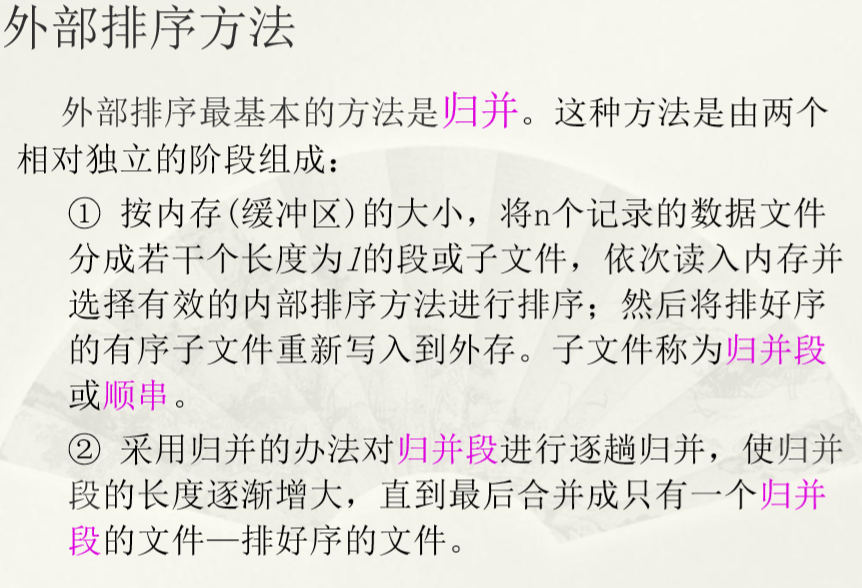 外部排序方法
外部排序最基本的方法是归并。这种方法是由两个
相对独立的阶段组成：
① 按内存(缓冲区)的大小，将n个记录的数据文件
分成若干个长度为l的段或子文件，依次读入内存并
选择有效的内部排序方法进行排序；然后将排好序
的有序子文件重新写入到外存。子文件称为归并段
或顺串。
② 采用归并的办法对归并段进行逐趟归并，使归并
段的长度逐渐增大，直到最后合并成只有一个归并
段的文件—排好序的文件。